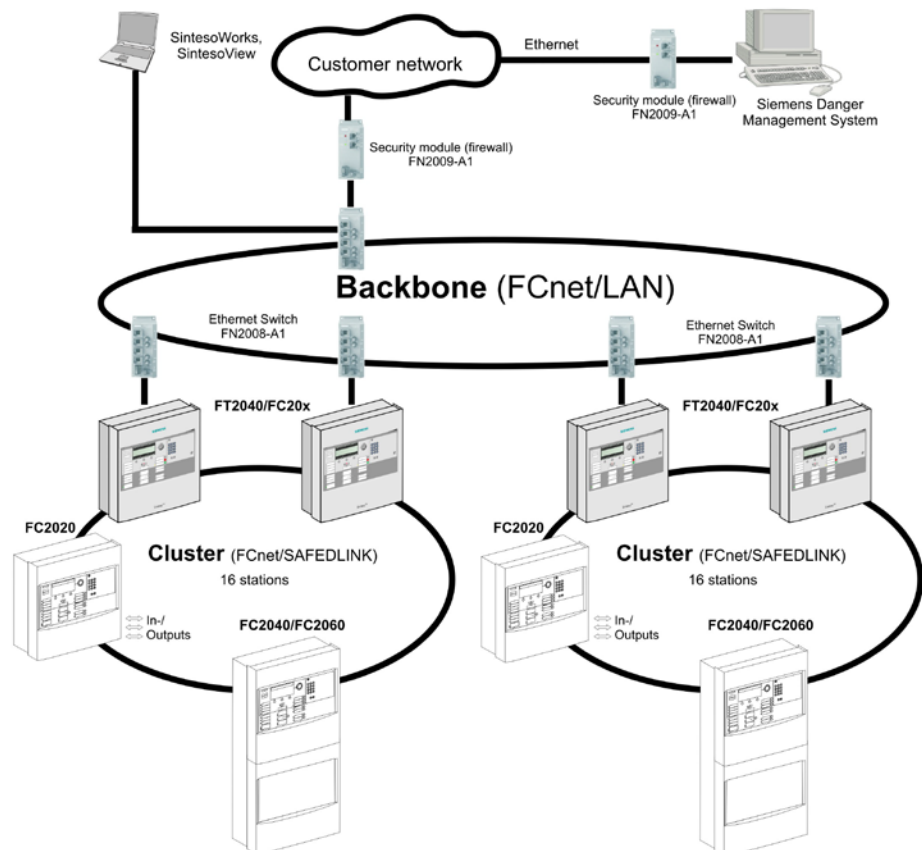 SintesoWorks,
SintesoView
Customer network
Ethernet
Security module (firewall)
FN2009-A1
Siemens Danger
Management System
Security module (firewall)
FN2009-A1
Backbone (FCnet/LAN)
Ethernet Switch
FN2008-A1
Ethernet Switch
FN2008-A1
FT2040/FC20x
FT2040/FC20x
FC2020
Cluster (FCnet/SAFEDLINK)
16 stations
In-/
Outputs
FC2040/FC2060
FC2020
Cluster (FCnet/SAFEDLINK)
16 stations
In-/
Outputs
FC2040/FC2060